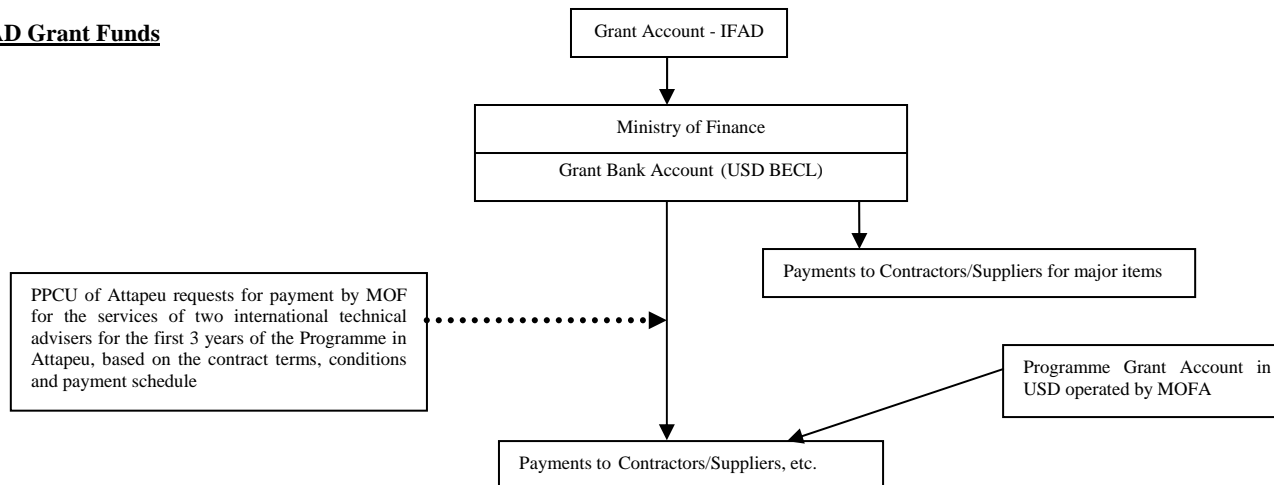 AD Grant Funds
Grant Account - IFAD
Ministry of Finance
Grant Bank Account (USD BECL)
Payments to Contractors/Suppliers for major items
PPCU of Attapeu requests for payment by MOF
for the services of two international technical
advisers for the first 3 years of the Programme in
Attapeu, based on the contract terms, conditions
and payment schedule
Programme Grant Account in
USD operated by MOFA
Payments to Contractors/Suppliers, etc.